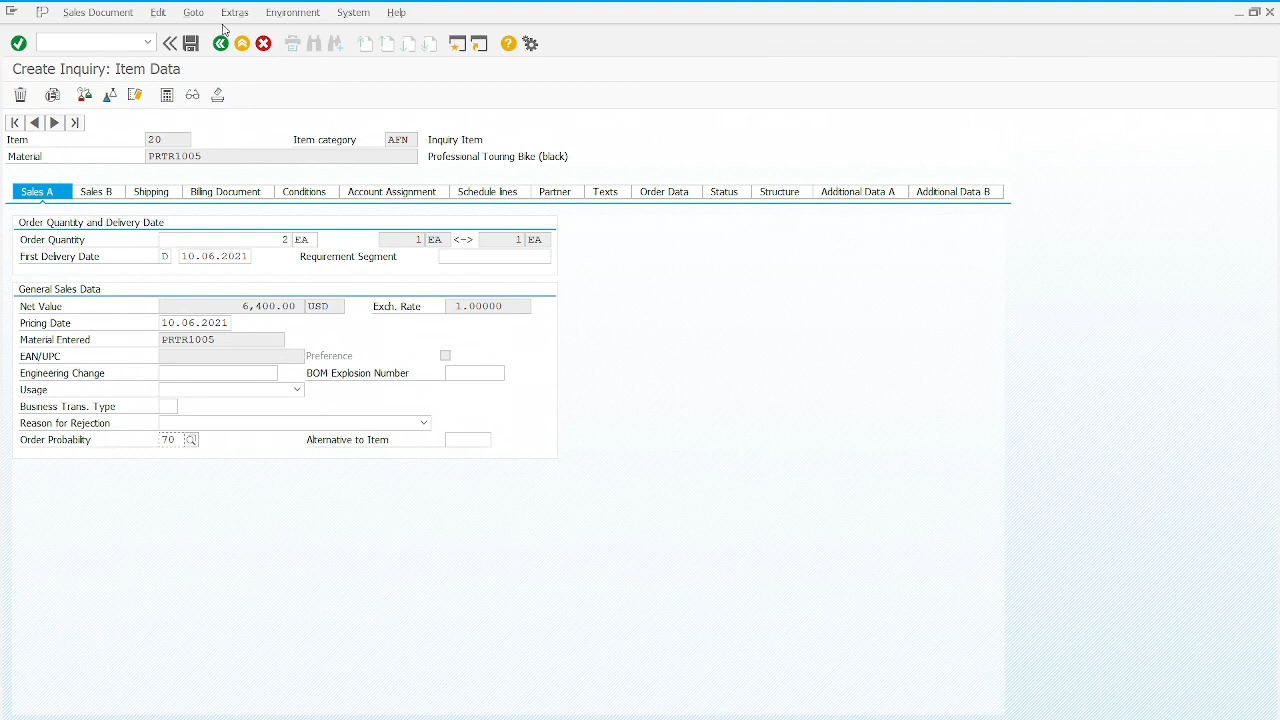 Sales Document Edit Goto Extras Environment System Help
Create Inquiry: Item Data
Item 20 Item category AFN Inquiry Item
Material PRTR1005 Professional Touring Bike (black)
Sales A Sales B Shipping Billing Document Conditions Account Assignment Schedule lines Partner Texts Order Data Status Structure Additional Data A Additional Data B
Order Quantity and Delivery Date
Order Quantity 2 EA 1 EA <-> 1 EA
First Delivery Date D 10.06.2021 Requirement Segment
General Sales Data
Net Value 6,400.00 USD Exch. Rate 1.00000
Pricing Date 10.06.2021
Material Entered PRTR1005
EAN/UPC Preference
Engineering Change BOM Explosion Number
Usage
Business Trans. Type
Reason for Rejection
Order Probability 70 Alternative to Item